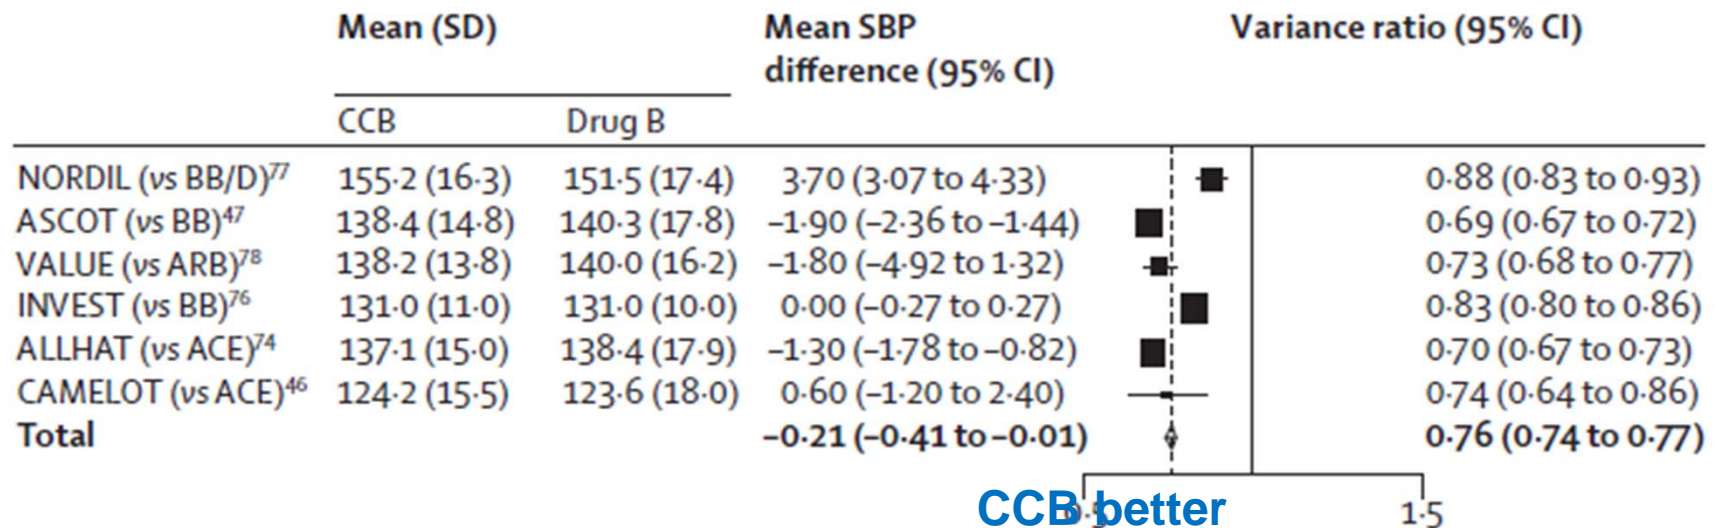 Mean (SD) Mean SBP difference (95% CI) Variance ratio (95% CI)
CCB Drug B
NORDIL (vs BB/D)77 155·2 (16·3) 151·5 (17·4) 3·70 (3·07 to 4·33) 0·88 (0·83 to 0·93)
ASCOT (vs BB)47 138·4 (14·8) 140·3 (17·8) –1·90 (–2·36 to –1·44) 0·69 (0·67 to 0·72)
VALUE (vs ARB)78 138·2 (13·8) 140·0 (16·2) –1·80 (–4·92 to 1·32) 0·73 (0·68 to 0·77)
INVEST (vs BB)76 131·0 (11·0) 131·0 (10·0) 0·00 (–0·27 to 0·27) 0·83 (0·80 to 0·86)
ALLHAT (vs ACE)74 137·1 (15·0) 138·4 (17·9) –1·30 (–1·78 to –0·82) 0·70 (0·67 to 0·73)
CAMELOT (vs ACE)46 124·2 (15·5) 123·6 (18·0) 0·60 (–1·20 to 2·40) 0·74 (0·64 to 0·86)
Total –0·21 (–0·41 to –0·01) 0·76 (0·74 to 0·77)
CCB better 0·5 1·5